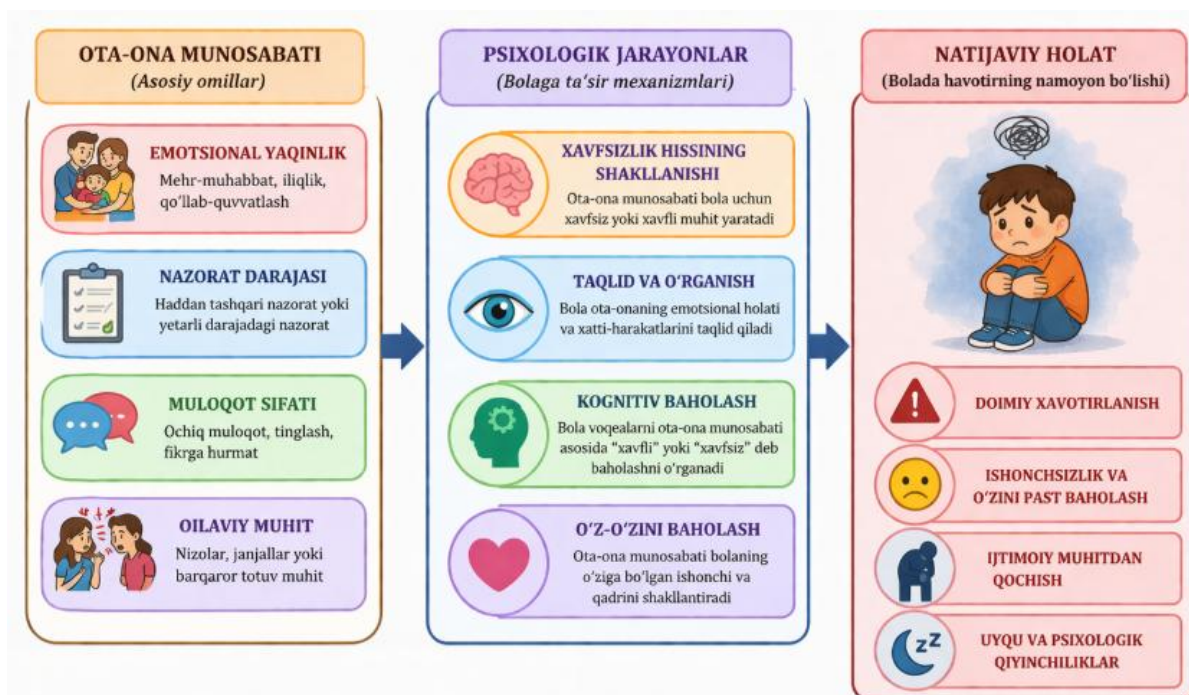 OTA-ONA MUNOSABATI
(Asosiy omillar)
EMOTSIONAL YAQINLIK
Mehr-muhabbat, iliqlik,
qo‘llab-quvvatlash
NAZORAT DARAJASI
Haddan tashqari nazorat yoki
yetarli darajadagi nazorat
MULOQOT SIFATI
Ochiq muloqot, tinglash,
fikrga hurmat
OILAVIY MUHIT
Nizolar, janjallar yoki
barqaror totuv muhit
PSIXOLOGIK JARAYONLAR
(Bolaga ta‘sir mexanizmlari)
XAVFSIZLIK HISSINING
SHAKLLANISHI
Ota-ona munosabati bola uchun
xavfsiz yoki xavfli muhit yaratadi
TAQLID VA O‘RGANISH
Bola ota-onaning emotsional holati
va xatti-harakatlarini taqlid qiladi
KOGNITIV BAHOLASH
Bola voqealarni ota-ona munosabati
asosida “xavfli” yoki “xavfsiz” deb
baholashni o‘rganadi
O‘Z-O‘ZINI BAHOLASH
Ota-ona munosabati bolaning
o‘ziga bo‘lgan ishonchi va
qadrini shakllantiradi
NATIJAVIY HOLAT
(Bolada havotirning namoyon bo‘lishi)
DOIMIY XAVOTIRLANISH
ISHONCHSIZLIK VA
O‘ZINI PAST BAHOLASH
IJTIMOIY MUHITDAN
QOCHISH
zZ
UYQU VA PSIXOLOGIK
QIYINCHILIKLAR